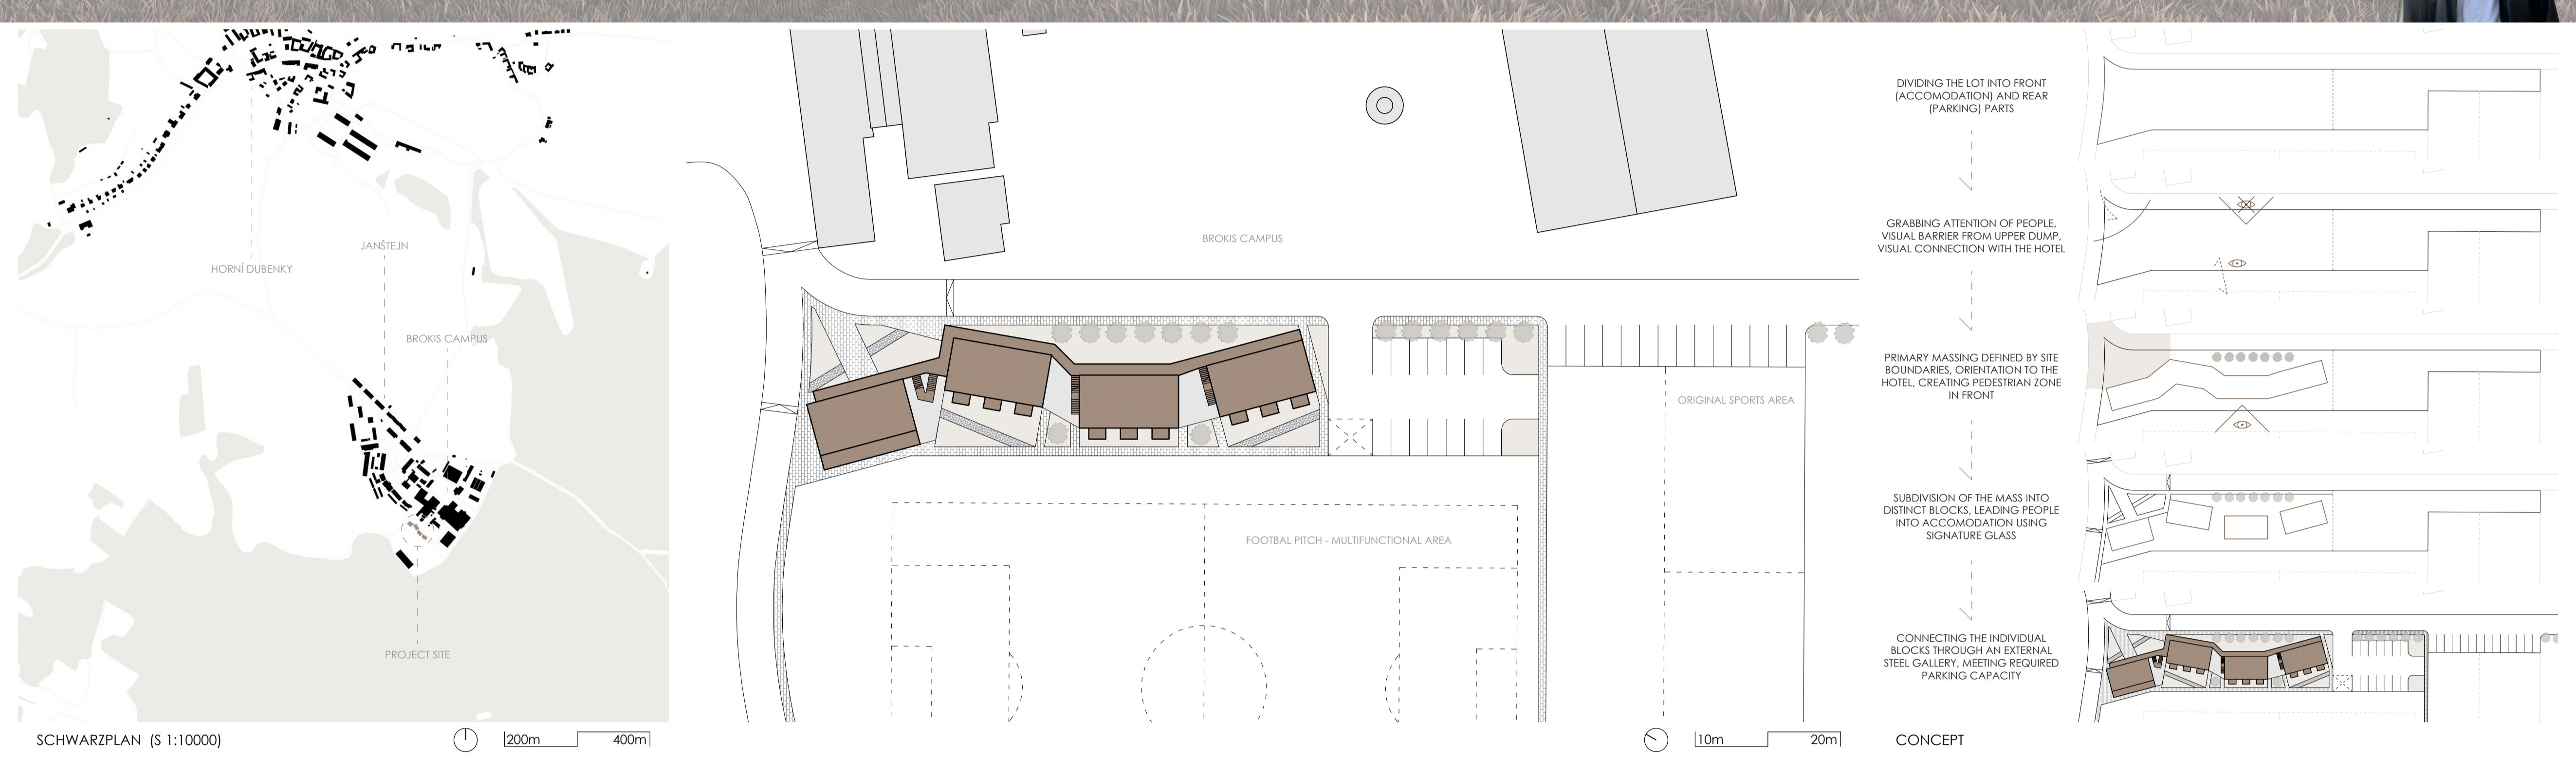 HORNÍ DUBENKY
JANŠTEJN
BROKIS CAMPUS
PROJECT SITE
SCHWARZPLAN (S 1:10000)
200m
400m
BROKIS CAMPUS
ORIGINAL SPORTS AREA
FOOTBAL PITCH - MULTIFUNCTIONAL AREA
10m
20m
DIVIDING THE LOT INTO FRONT
(ACCOMODATION) AND REAR
(PARKING) PARTS
GRABBING ATTENTION OF PEOPLE,
VISUAL BARRIER FROM UPPER DUMP,
VISUAL CONNECTION WITH THE HOTEL
PRIMARY MASSING DEFINED BY SITE
BOUNDARIES, ORIENTATION TO THE
HOTEL, CREATING PEDESTRIAN ZONE
IN FRONT
SUBDIVISION OF THE MASS INTO
DISTINCT BLOCKS, LEADING PEOPLE
INTO ACCOMODATION USING
SIGNATURE GLASS
CONNECTING THE INDIVIDUAL
BLOCKS THROUGH AN EXTERNAL
STEEL GALLERY, MEETING REQUIRED
PARKING CAPACITY
CONCEPT